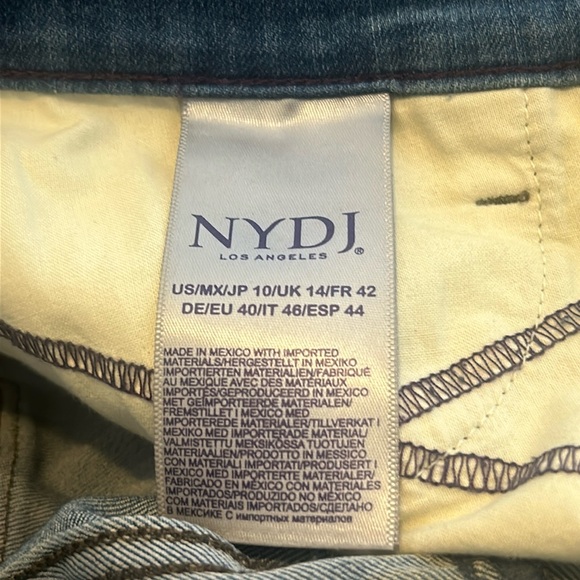 NYDJ®
LOS ANGELES
US/MX/JP 10/UK 14/FR 42
DE/EU 40/IT 46/ESP 44
MADE IN MEXICO WITH IMPORTED
MATERIALS/HERGESTELLT IN MEXIKO
IMPORTIERTEN MATERIALIEN/FABRIQUÉ
AU MEXIQUE AVEC DES MATÉRIAUX
IMPORTÉS/GEPRODUCEERD IN MEXICO
MET GEÏMPORTEERDE MATERIALEN/
FREMSTILLET I MEXICO MED
IMPORTEREDE MATERIALER/TILLVERKAT I
MEXIKO MED IMPORTERADE MATERIAL/
VALMISTETTU MEKSIKOSSA TUOTUJEN
MATERIAALIEN/PRODOTTO IN MESSICO
CON MATERIALI IMPORTATI/PRODUSERT I
MEXICO MED IMPORTERTE MATERIALER/
FABRICADO EN MÉXICO CON MATERIALES
IMPORTADOS/PRODUZIDO NO MÉXICO
COM MATERIAIS IMPORTADOS/СДЕЛАНО
В МЕКСИКЕ С импортных материалов